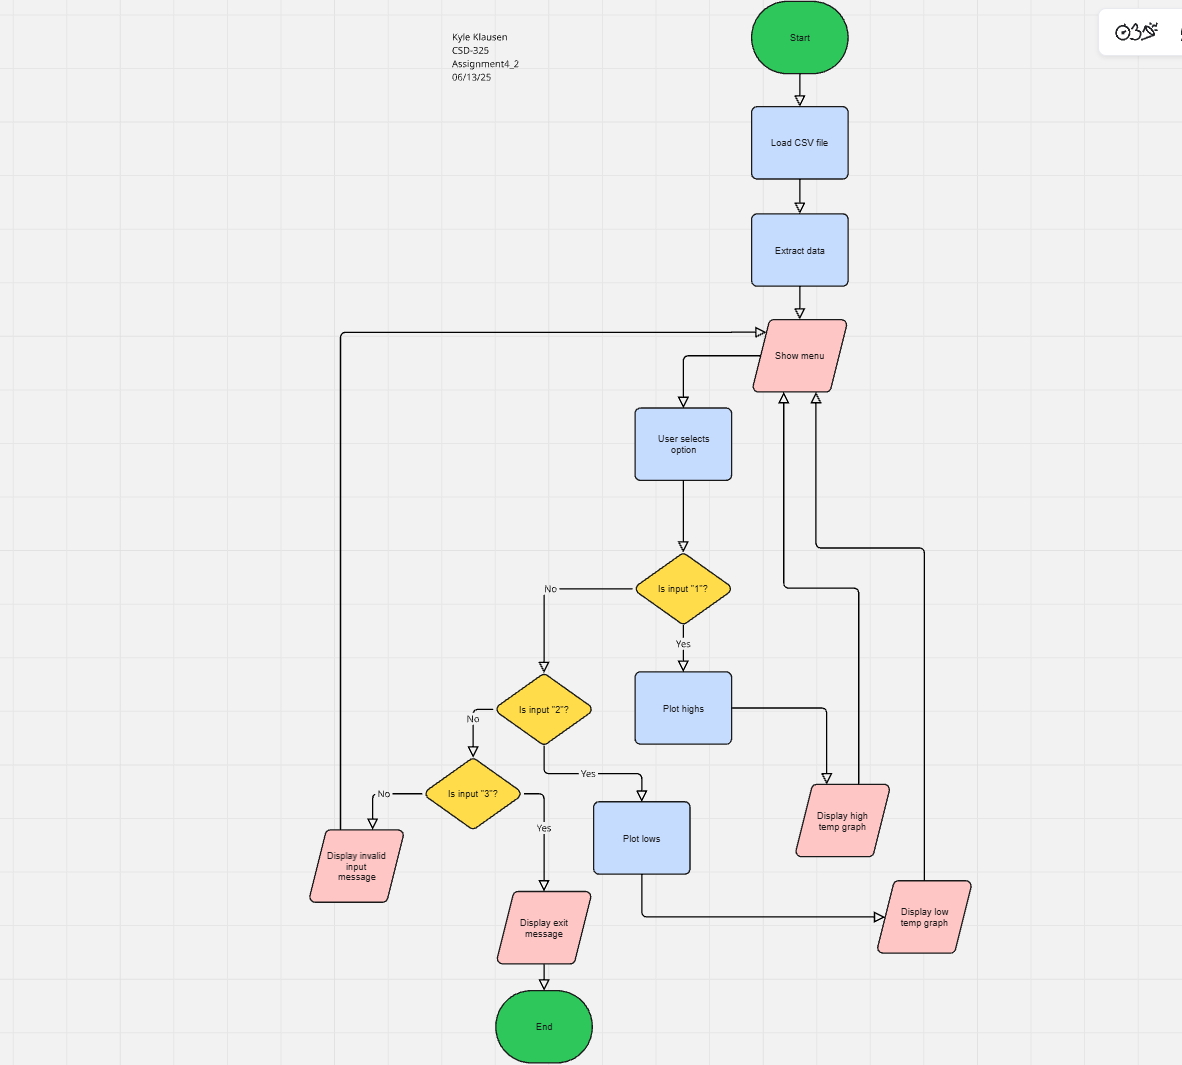 Kyle Klausen
CSD-325
Assignment4_2
06/13/25
Start
Load CSV file
Extract data
Show menu
User selects
option
Is input "1"?
No
Yes
Is input "2"?
Plot highs
No
Yes
Is input "3"?
No
Yes
Display high
temp graph
Plot lows
Display invalid
input
message
Display exit
message
Display low
temp graph
End